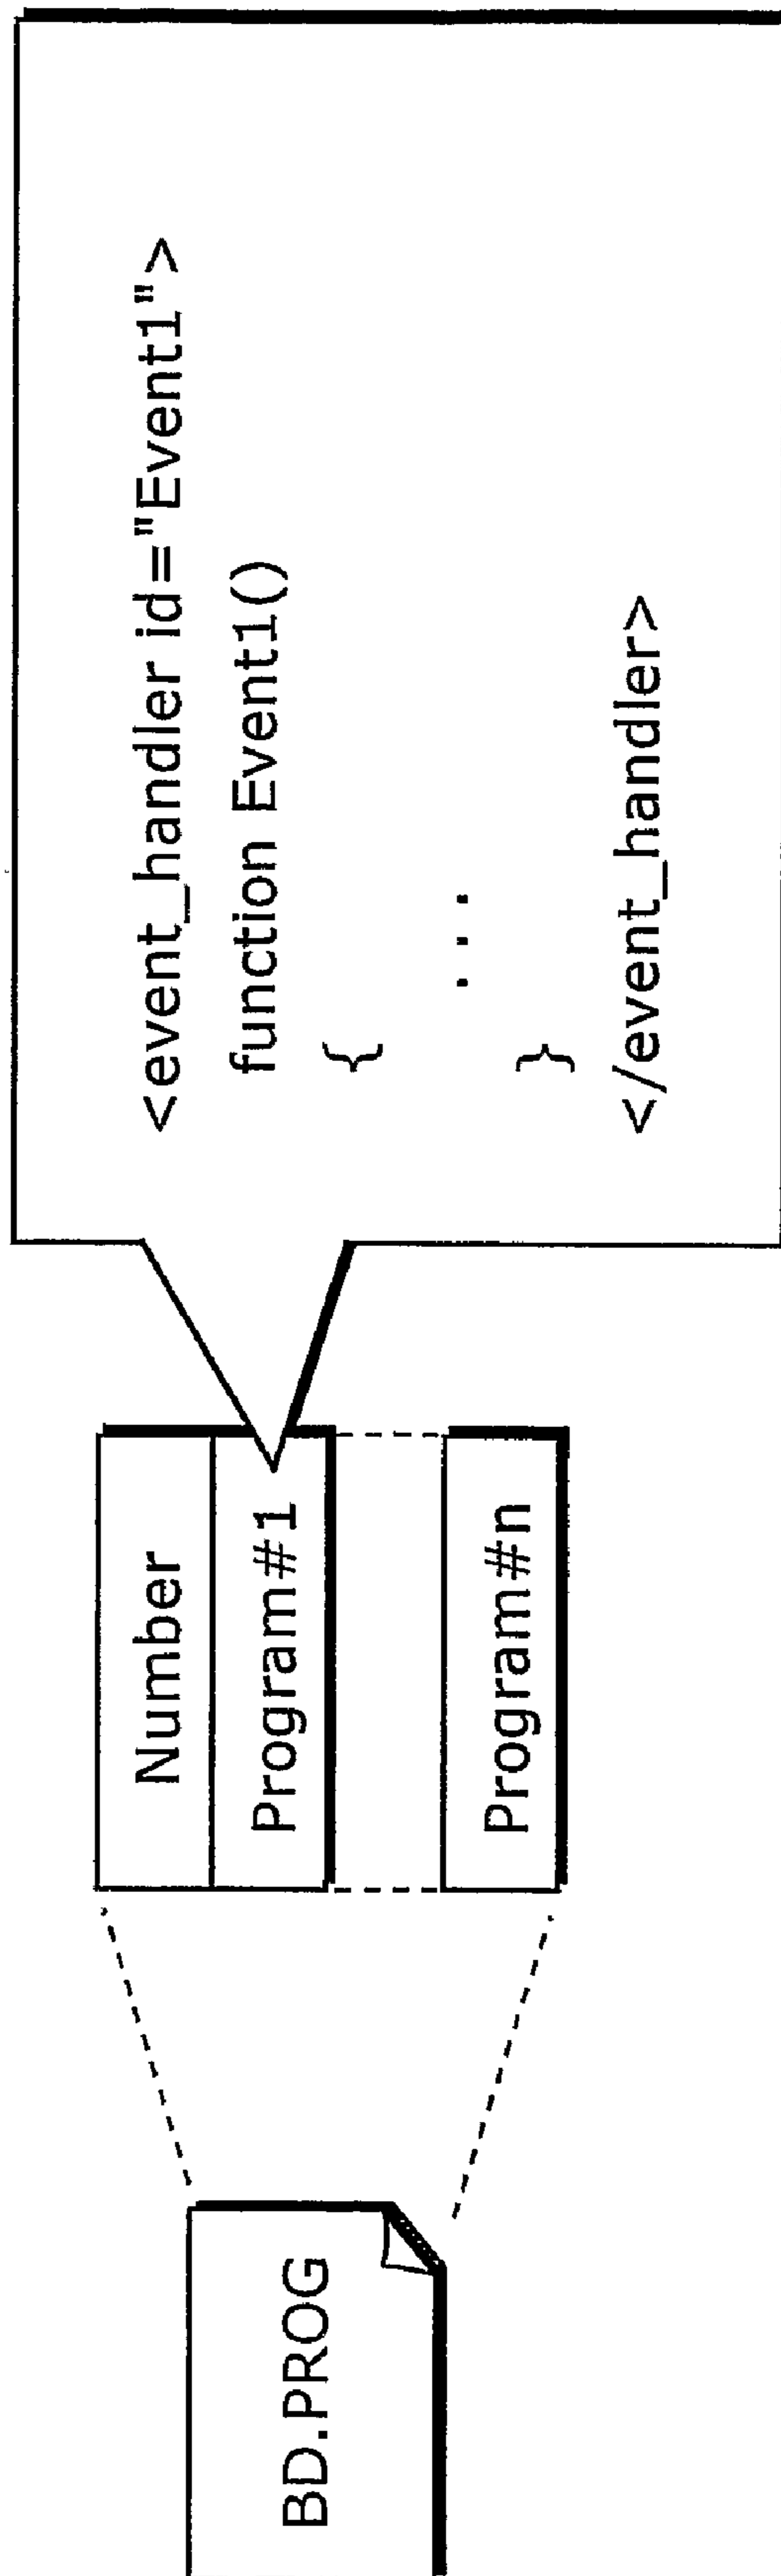 BD.PROG
Number
Program#1
Program#n
<event_handler id="Event1">
function Event1()
{
...
}
</event_handler>